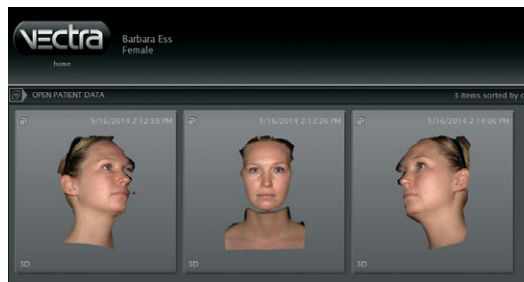 vectra
Barbara Ess
Female
home
OPEN PATIENT DATA
3 items sorted by
5/16/2014 2:12:59 PM
5/16/2014 2:13:26 PM
5/16/2014 2:14:06 PM
3D
3D
3D